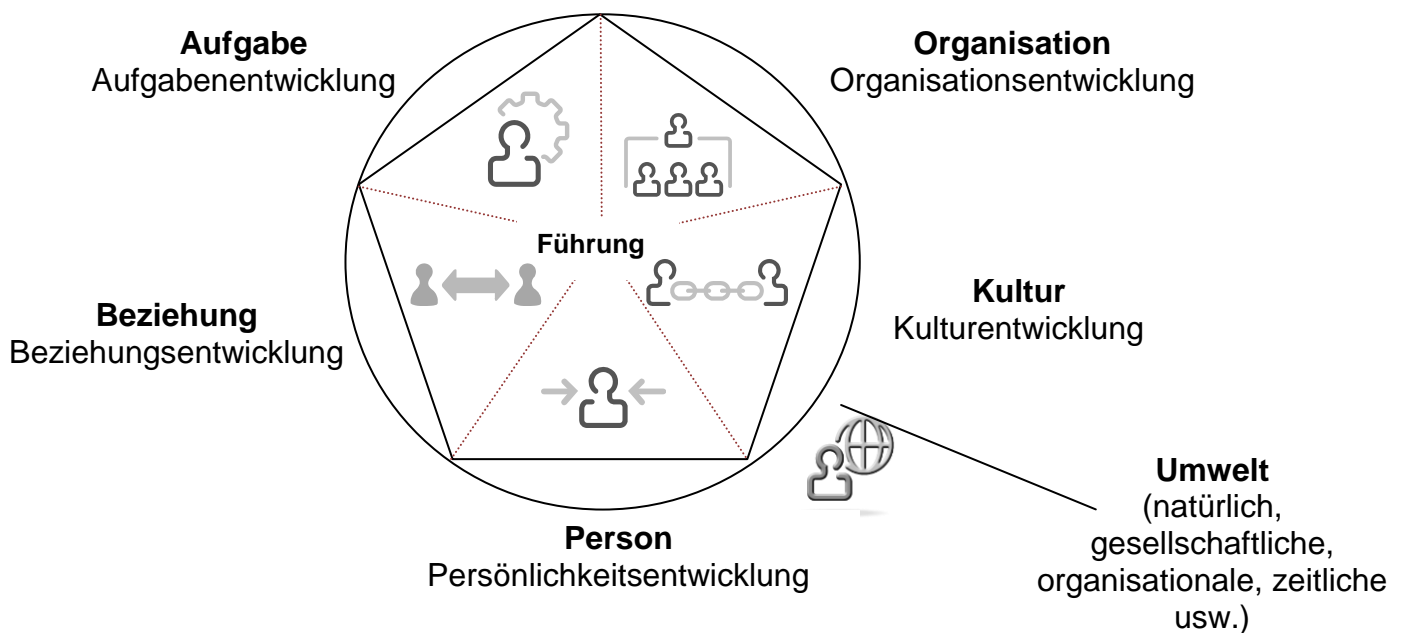 Aufgabe
Aufgabenentwicklung
Organisation
Organisationsentwicklung
Führung
Beziehung
Beziehungsentwicklung
Kultur
Kulturentwicklung
Person
Persönlichkeitsentwicklung
Umwelt
(natürlich,
gesellschaftliche,
organisationale, zeitliche
usw.)